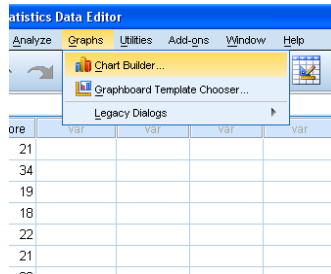 atistics Data Editor
Analyze Graphs Utilities Add-ons Window Help
Chart Builder...
Graphboard Template Chooser...
Legacy Dialogs
ore var var var var
21
34
19
18
22
21